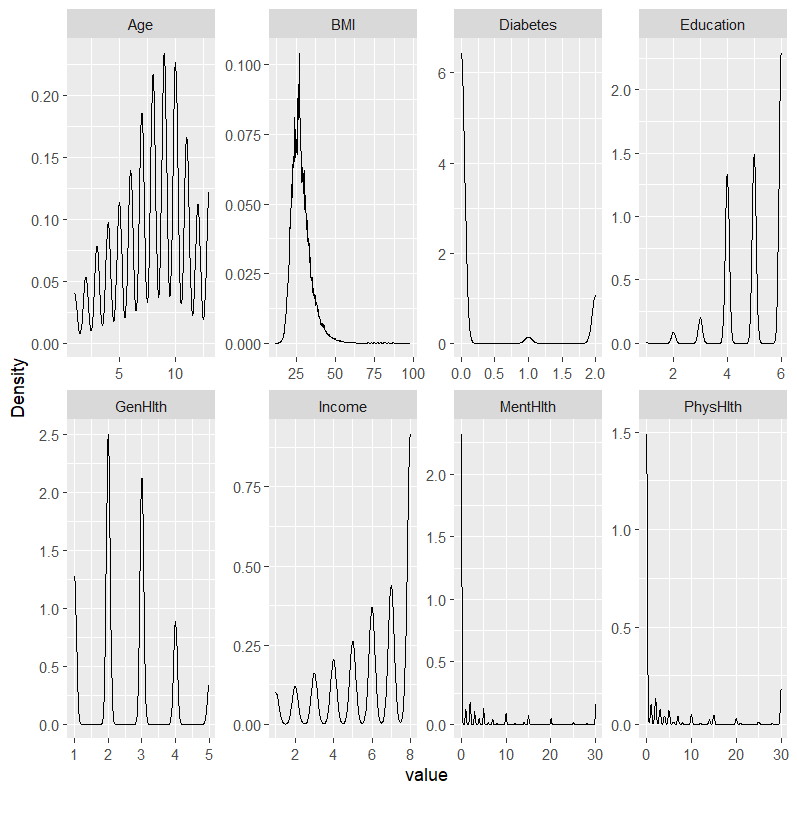 Age BMI Diabetes Education
0.20 0.15 0.10 0.05 0.00
0.100 0.075 0.050 0.025 0.000
6 4 2 0
2.0 1.5 1.0 0.5 0.0
5 10 25 50 75 100 0.0 0.5 1.0 1.5 2.0 2 4 6
Density
GenHlth Income MentHlth PhysHlth
2.5 2.0 1.5 1.0 0.5 0.0
0.75 0.50 0.25 0.00
2.0 1.5 1.0 0.5 0.0
1.5 1.0 0.5 0.0
1 2 3 4 5 2 4 6 8 0 10 20 30 0 10 20 30
value